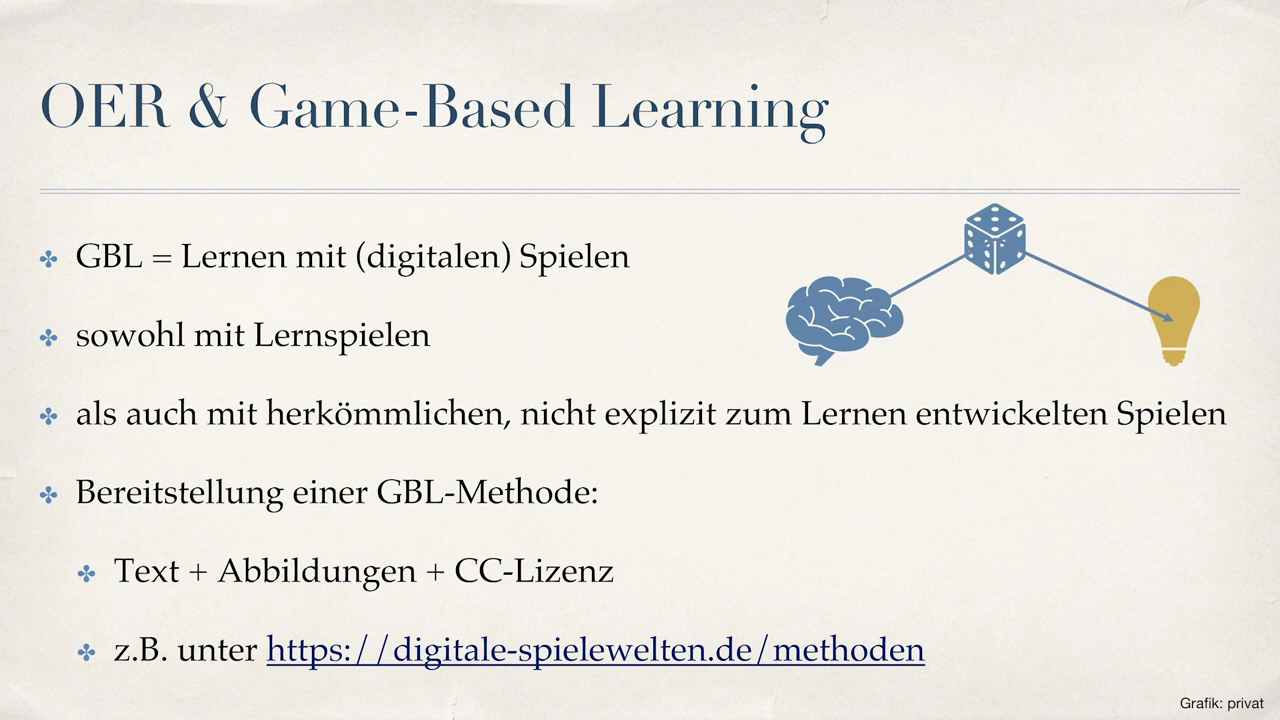 OER & Game-Based Learning
GBL = Lernen mit (digitalen) Spielen
sowohl mit Lernspielen
als auch mit herkömmlichen, nicht explizit zum Lernen entwickelten Spielen
Bereitstellung einer GBL-Methode:
Text + Abbildungen + CC-Lizenz
z.B. unter https://digitale-spielewelten.de/methoden
Grafik: privat